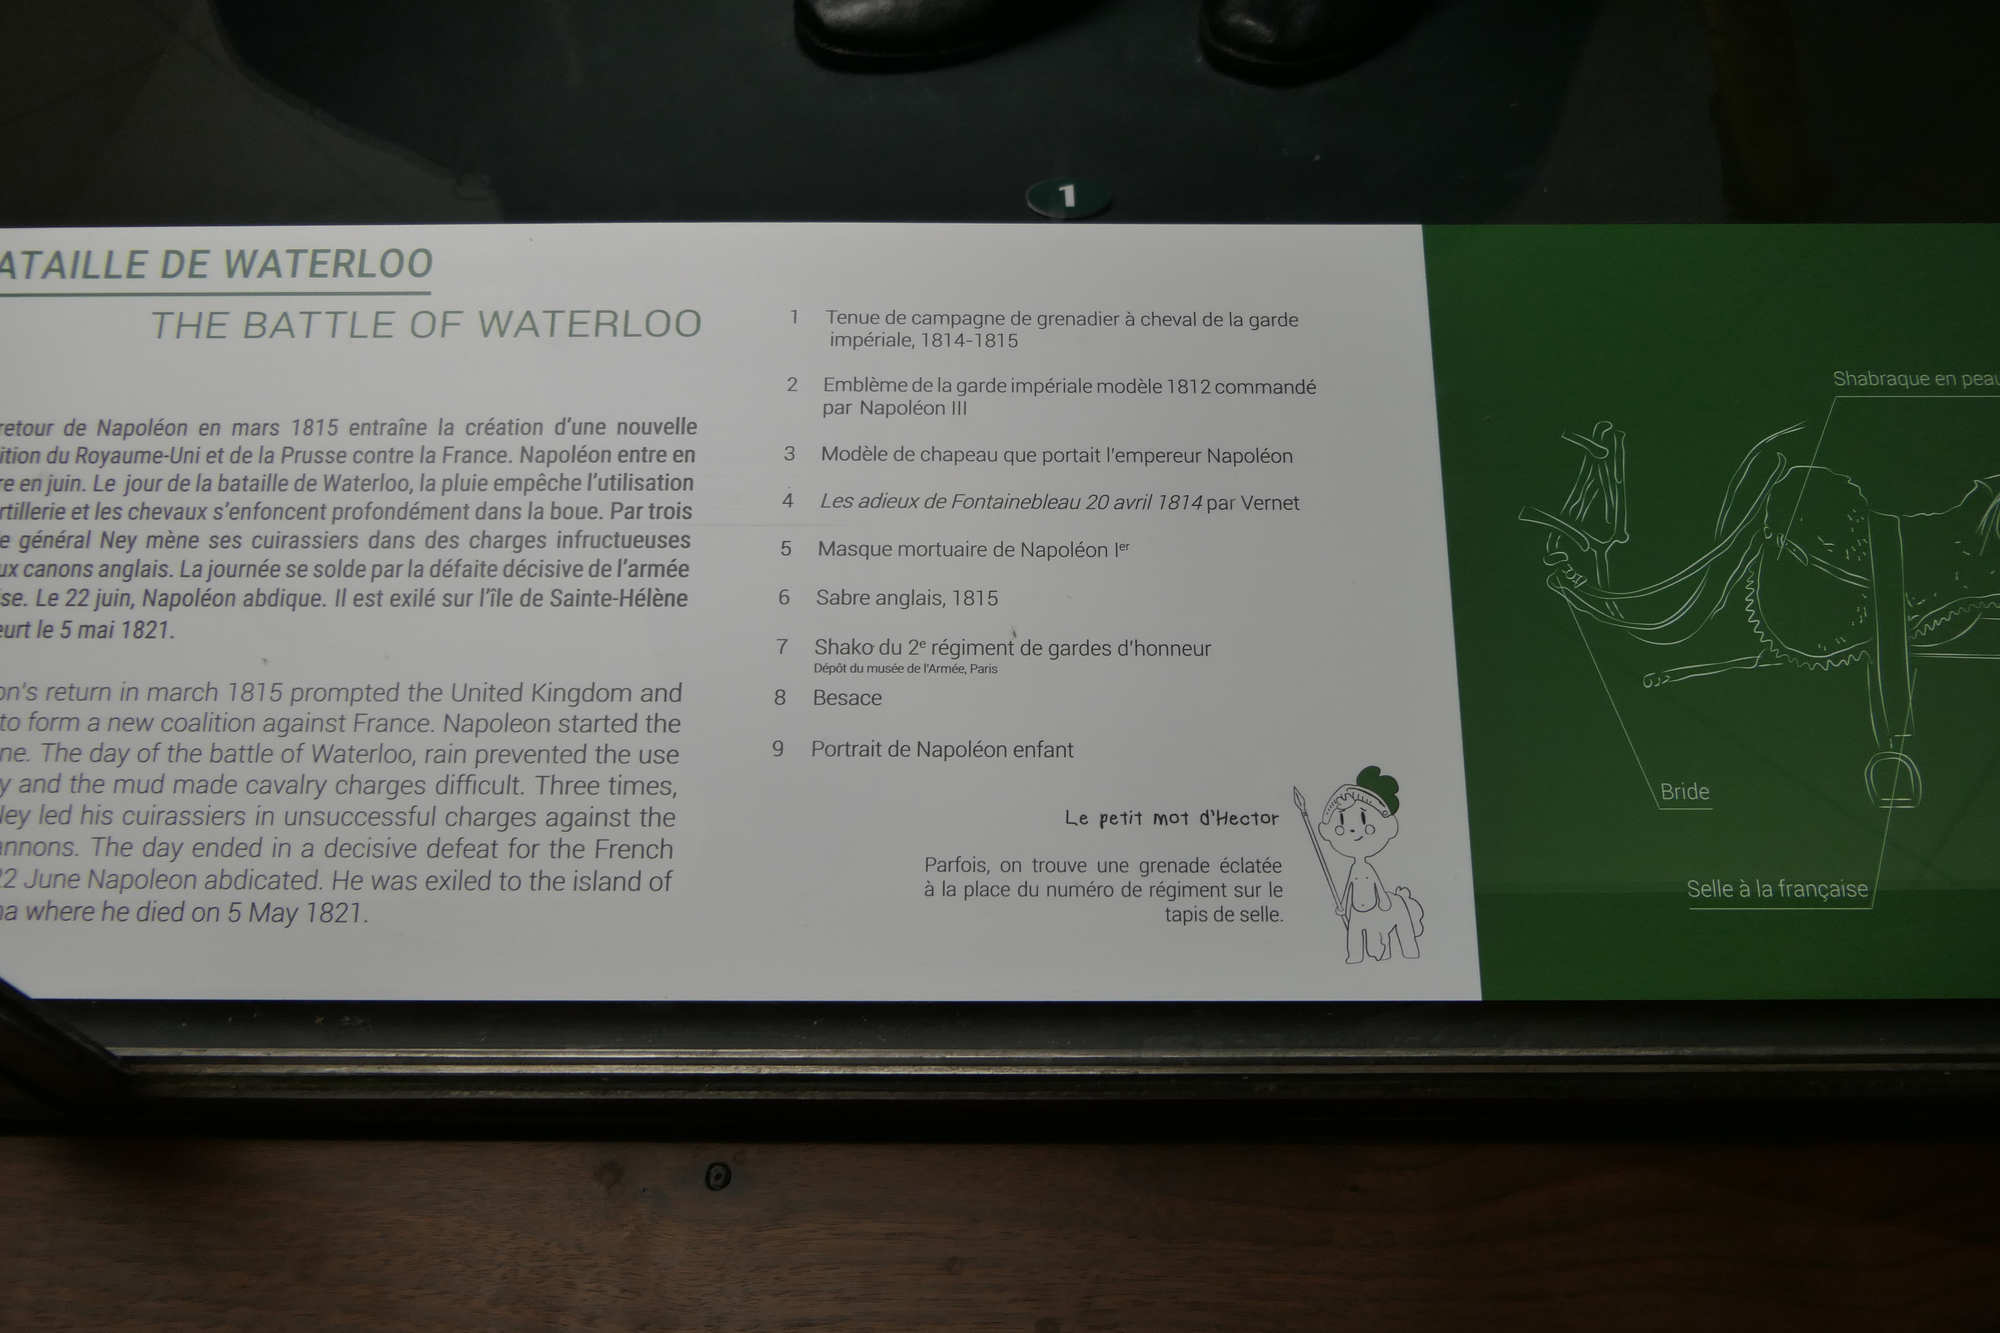 1
ATAILLE DE WATERLOO
THE BATTLE OF WATERLOO
retour de Napoléon en mars 1815 entraîne la création d'une nouvelle
ition du Royaume-Uni et de la Prusse contre la France. Napoléon entre en
re en juin. Le jour de la bataille de Waterloo, la pluie empêche l'utilisation
rtillerie et les chevaux s'enfoncent profondément dans la boue. Par trois
e général Ney mène ses cuirassiers dans des charges infructueuses
ux canons anglais. La journée se solde par la défaite décisive de l'armée
se. Le 22 juin, Napoléon abdique. Il est exilé sur l'île de Sainte-Hélène
eurt le 5 mai 1821.
on's return in march 1815 prompted the United Kingdom and
to form a new coalition against France. Napoleon started the
ne. The day of the battle of Waterloo, rain prevented the use
y and the mud made cavalry charges difficult. Three times,
ley led his cuirassiers in unsuccessful charges against the
annons. The day ended in a decisive defeat for the French
22 June Napoleon abdicated. He was exiled to the island of
na where he died on 5 May 1821.
1 Tenue de campagne de grenadier à cheval de la garde
impériale, 1814-1815
2 Emblème de la garde impériale modèle 1812 commandé
par Napoléon III
3 Modèle de chapeau que portait l'empereur Napoléon
4 Les adieux de Fontainebleau 20 avril 1814 par Vernet
5 Masque mortuaire de Napoléon Ier
6 Sabre anglais, 1815
7 Shako du 2e régiment de gardes d'honneur
Dépôt du musée de l'Armée, Paris
8 Besace
9 Portrait de Napoléon enfant
Le petit mot d'Hector
Parfois, on trouve une grenade éclatée
à la place du numéro de régiment sur le
tapis de selle.
Shabraque en peau
Bride
Selle à la française